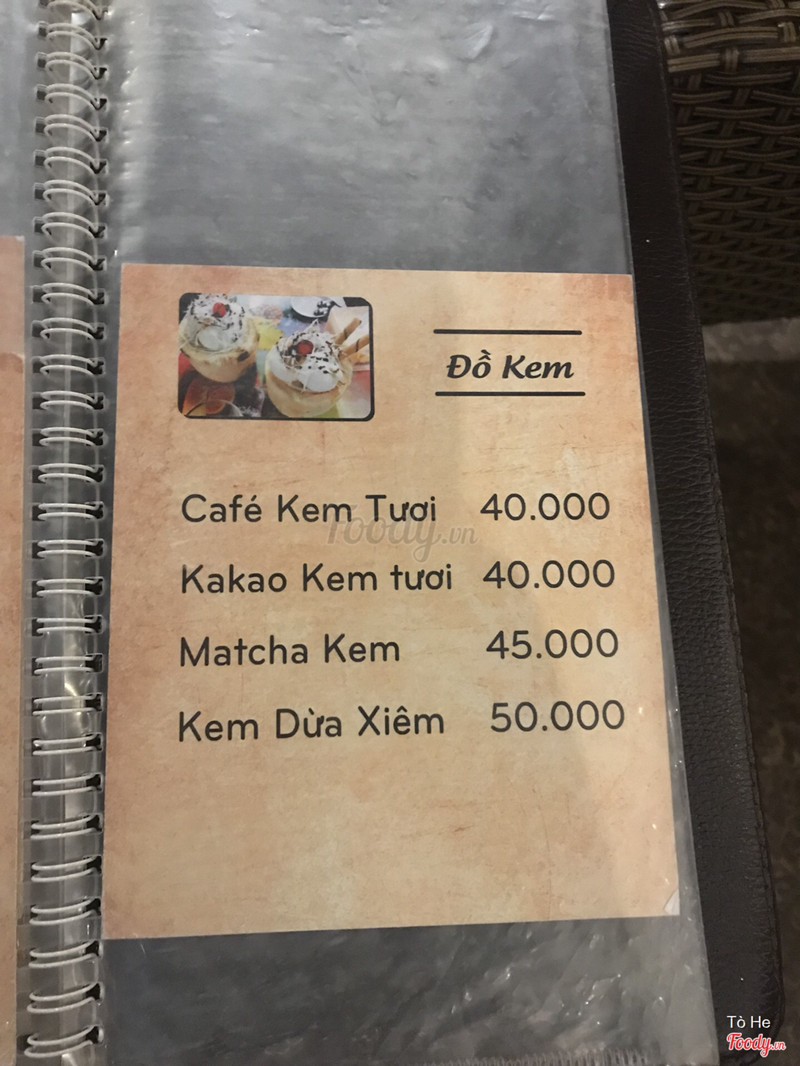 Đồ Kem
Café Kem Tươi 40.000
Kakao Kem tươi 40.000
Matcha Kem 45.000
Kem Dừa Xiêm 50.000
Foody.vn
Tò He
Foody.vn